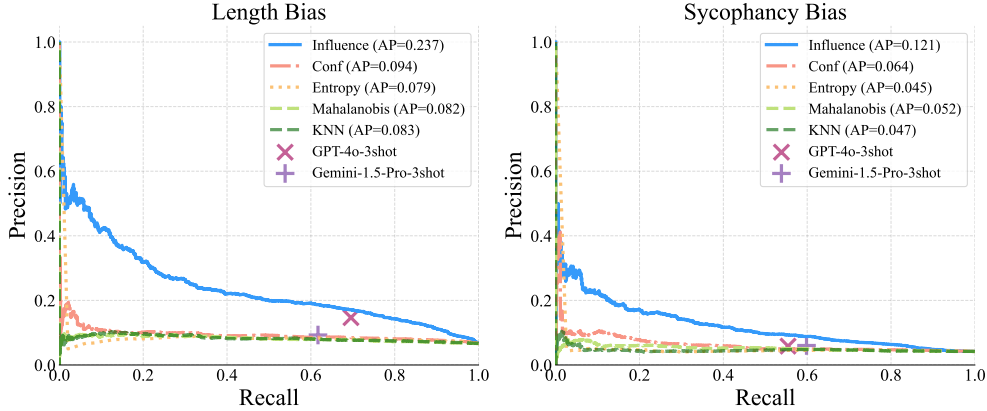 Length Bias
Precision
1.0
0.8
0.6
0.4
0.2
0.0
Influence (AP=0.237)
Conf (AP=0.094)
Entropy (AP=0.079)
Mahalanobis (AP=0.082)
KNN (AP=0.083)
GPT-4o-3shot
Gemini-1.5-Pro-3shot
0.0 0.2 0.4 0.6 0.8 1.0
Recall
Sycophancy Bias
Precision
1.0
0.8
0.6
0.4
0.2
0.0
Influence (AP=0.121)
Conf (AP=0.064)
Entropy (AP=0.045)
Mahalanobis (AP=0.052)
KNN (AP=0.047)
GPT-4o-3shot
Gemini-1.5-Pro-3shot
0.0 0.2 0.4 0.6 0.8 1.0
Recall